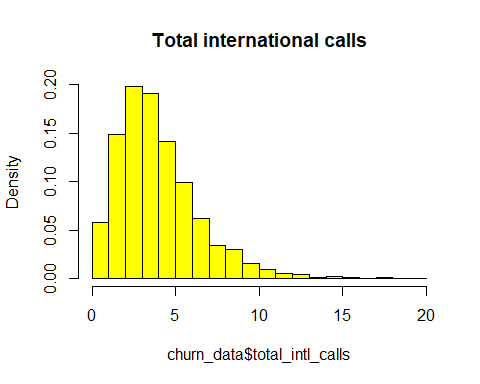 Total international calls
Density
0.00 0.05 0.10 0.15 0.20
0 5 10 15 20
churn_data$total_intl_calls